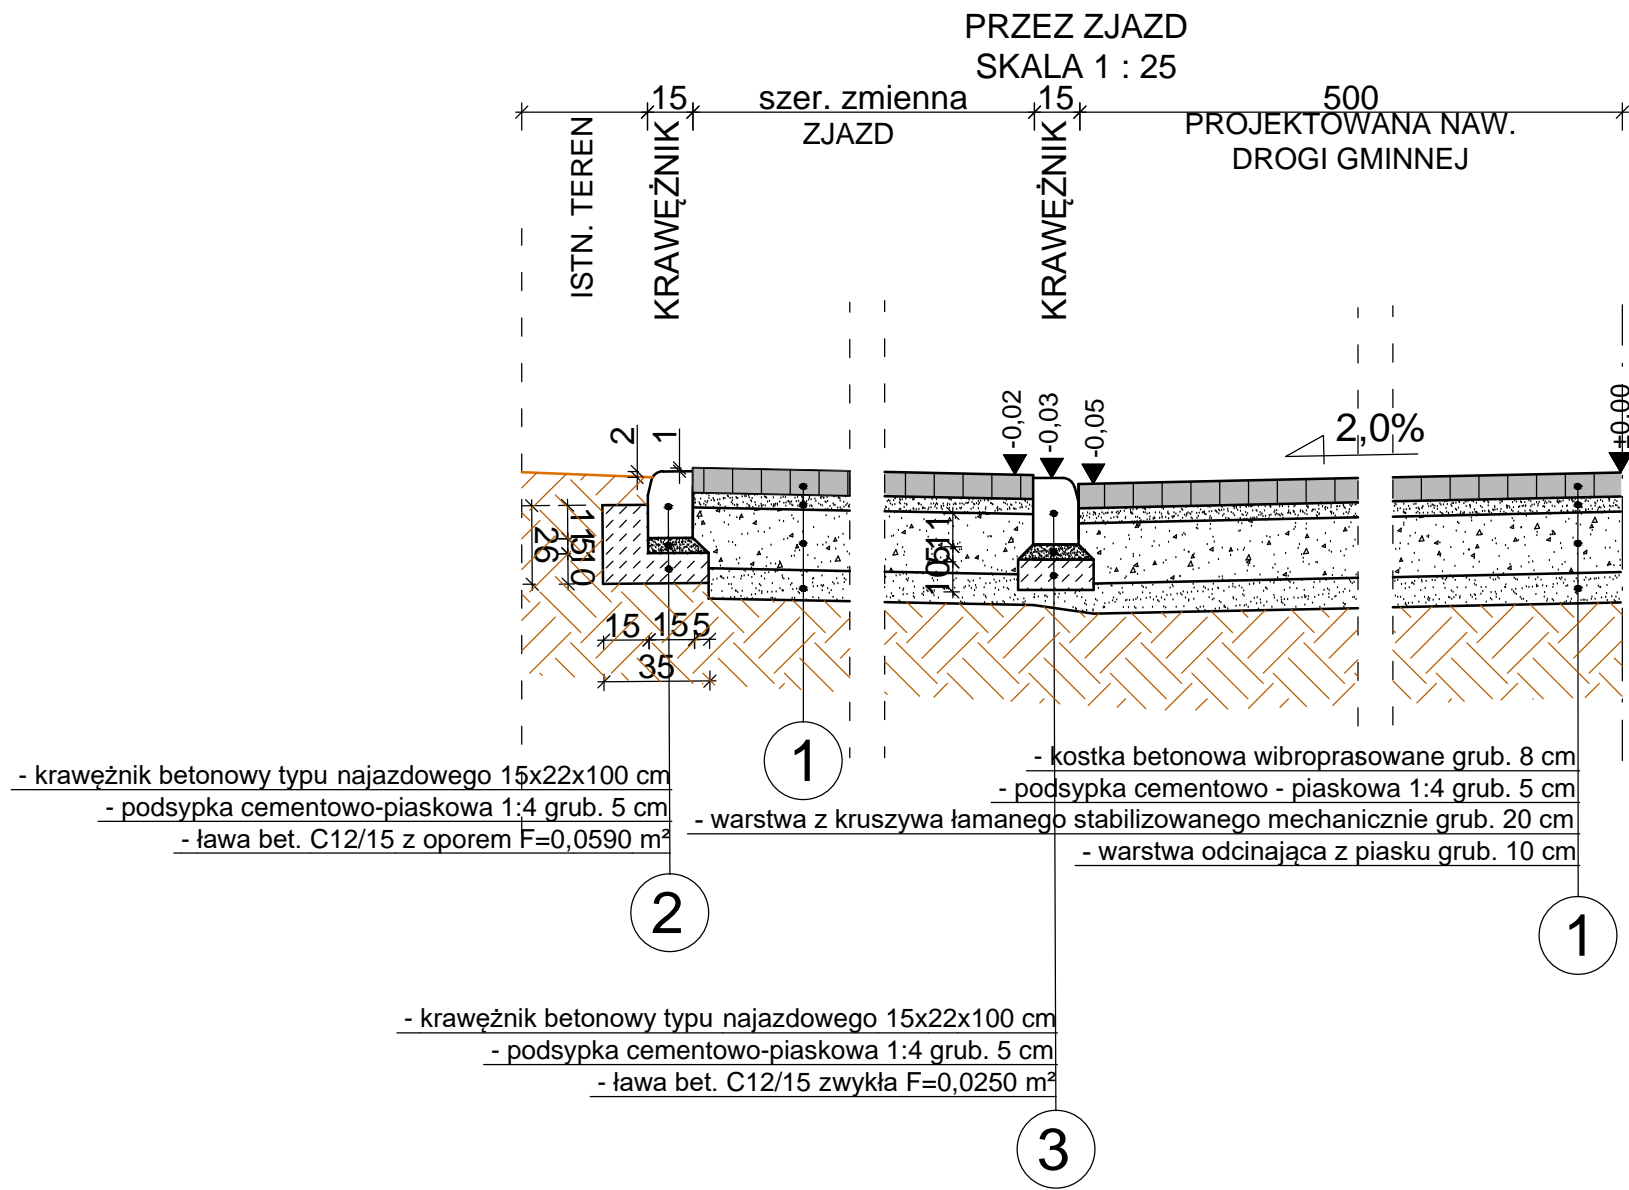 PRZEZ ZJAZD
SKALA 1 : 25
15
szer. zmienna
15
500
ZJAZD
PROJEKTOWANA NAW.
DROGI GMINNEJ
ISTN. TEREN
KRAWĘŻNIK
KRAWĘŻNIK
2
1
-0,02
-0,03
-0,05
2,0%
±0.00
26
11
5
10
11
5
10
15
15
5
35
1
- krawężnik betonowy typu najazdowego 15x22x100 cm
- podsypka cementowo-piaskowa 1:4 grub. 5 cm
- ława bet. C12/15 z oporem F=0,0590 m²
2
- kostka betonowa wibroprasowane grub. 8 cm
- podsypka cementowo - piaskowa 1:4 grub. 5 cm
- warstwa z kruszywa łamanego stabilizowanego mechanicznie grub. 20 cm
- warstwa odcinająca z piasku grub. 10 cm
1
- krawężnik betonowy typu najazdowego 15x22x100 cm
- podsypka cementowo-piaskowa 1:4 grub. 5 cm
- ława bet. C12/15 zwykła F=0,0250 m²
3